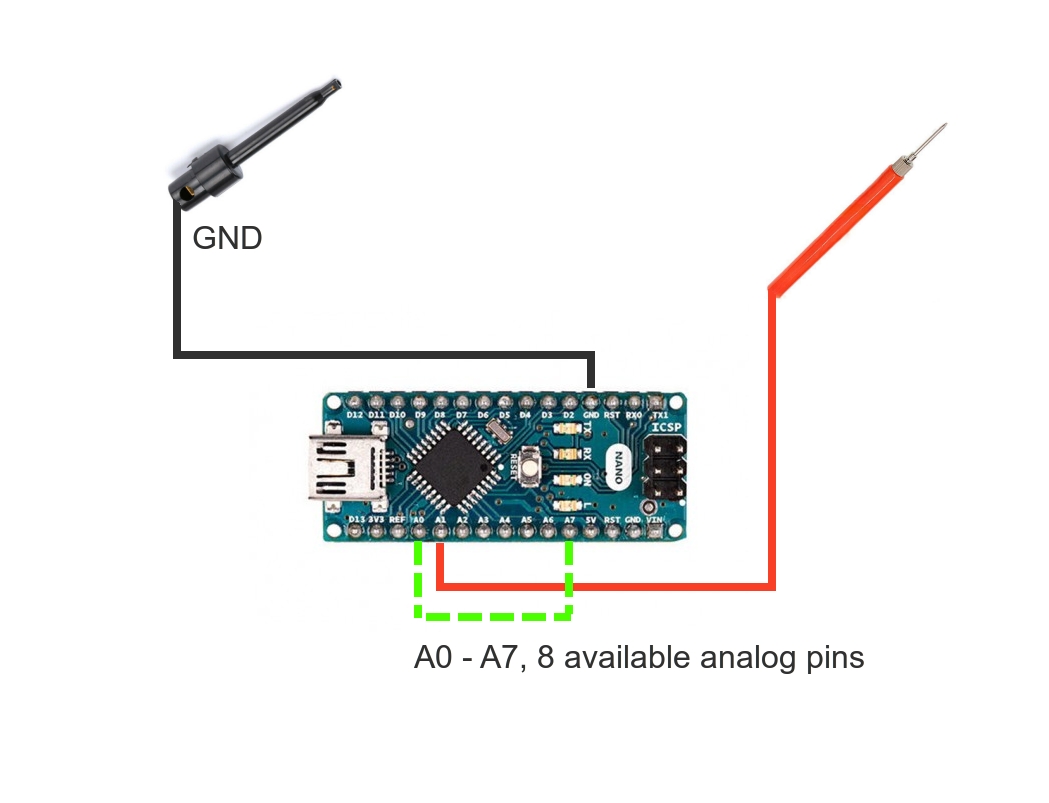 GND
D12 D11 D10 D9 D8 D7 D6 D5 D4 D3 D2 GND RST RX0 TX1
ICSP
TX
RX
ON
L
RESET
NANO
D13 3V3 REF A0 A1 A2 A3 A4 A5 A6 A7 5V RST GND VIN
A0 - A7, 8 available analog pins